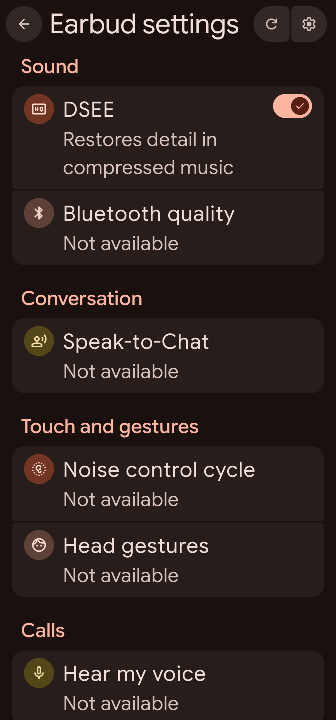 Earbud settings
Sound
HQ
DSEE
Restores detail in
compressed music
Bluetooth quality
Not available
Conversation
Speak-to-Chat
Not available
Touch and gestures
Noise control cycle
Not available
Head gestures
Not available
Calls
Hear my voice
Not available